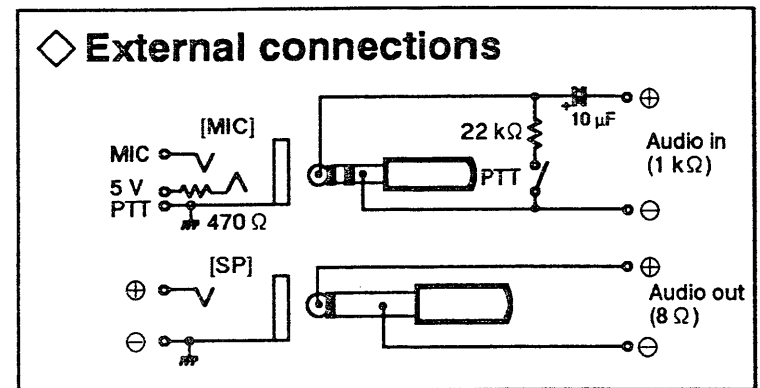 ◇ External connections
[MIC]
MIC
5 V
PTT
470 Ω
22 kΩ
PTT
+
10 µF
⊕
Audio in
(1 kΩ)
⊖
[SP]
⊕
⊖
⊕
Audio out
(8 Ω)
⊖